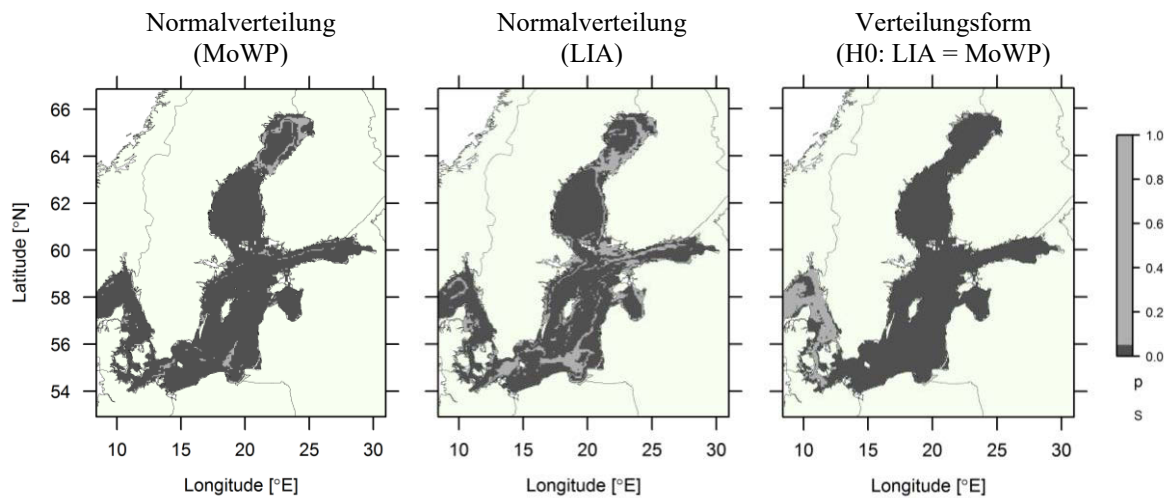 Normalverteilung
(MoWP)
Normalverteilung
(LIA)
Verteilungsform
(H0: LIA = MoWP)
Latitude [°N]
66
64
62
60
58
56
54
10
15
20
25
30
Longitude [°E]
10
15
20
25
30
Longitude [°E]
10
15
20
25
30
Longitude [°E]
1.0
0.8
0.6
0.4
0.2
0.0
p
s